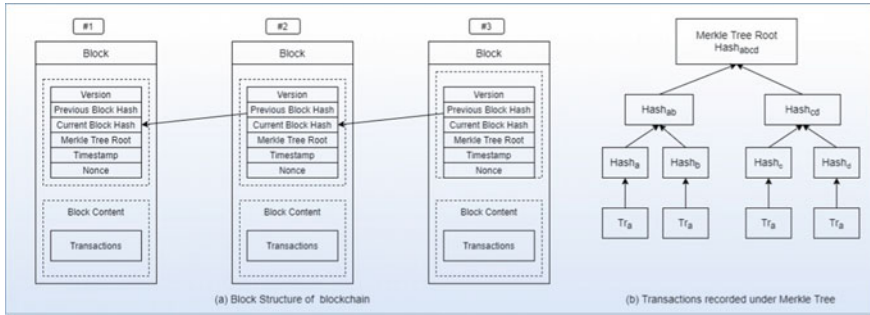 #1
Block
Version
Previous Block Hash
Current Block Hash
Merkle Tree Root
Timestamp
Nonce
Block Content
Transactions
#2
Block
Version
Previous Block Hash
Current Block Hash
Merkle Tree Root
Timestamp
Nonce
Block Content
Transactions
#3
Block
Version
Previous Block Hash
Current Block Hash
Merkle Tree Root
Timestamp
Nonce
Block Content
Transactions
(a) Block Structure of blockchain
Merkle Tree Root
Hashabcd
Hashab
Hashcd
Hasha
Hashb
Hashc
Hashd
Tra
Tra
Tra
Tra
(b) Transactions recorded under Merkle Tree